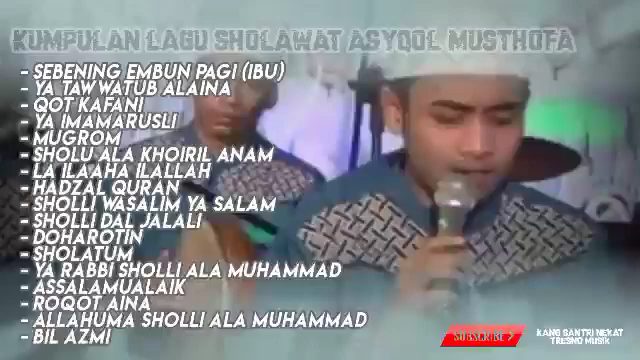 KUMPULAN LAGU SHOLAWAT ASYQOL MUSTHOFA
- SEBENING EMBUN PAGI (IBU)
- YA TAWWATUB ALAINA
- QOT KAFANI
- YA IMAMARUSLI
- MUGROM
- SHOLU ALA KHOIRIL ANAM
- LA ILAAHA ILALLAH
- HADZAL QURAN
- SHOLLI WASALIM YA SALAM
- SHOLLI DAL JALALI
- DOHAROTIN
- SHOLATUM
- YA RABBI SHOLLI ALA MUHAMMAD
- ASSALAMUALAIK
- ROQOT AINA
- ALLAHUMA SHOLLI ALA MUHAMMAD
- BIL AZMI
SUBSCRIBE
KANG SANTRI NEKAT
TRESNO MUSIK